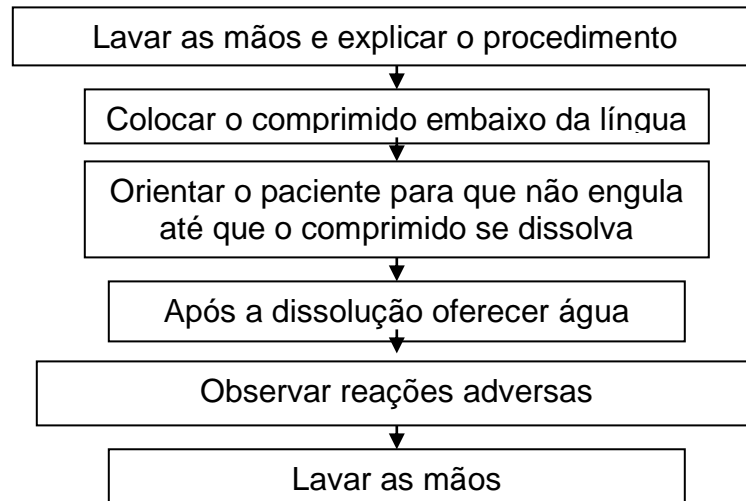 Lavar as mãos e explicar o procedimento
Colocar o comprimido embaixo da língua
Orientar o paciente para que não engula
até que o comprimido se dissolva
Após a dissolução oferecer água
Observar reações adversas
Lavar as mãos